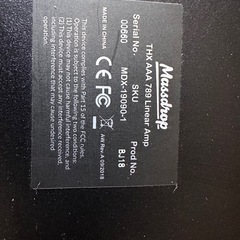 Massdrop
THX AAA 789 Linear Amp
Serial No. SKU Prod No.
00660 MDX-19090-1 BJ18
MADE IN CHINA
CE FC AW Rev A 09/2018
This device complies with Part 15 of the FCC rules.
Operation is subject to the following two conditions:
(1) This device may not cause harmful interference, and
(2) this device must accept any interference
received, including interference that may cause
undesired operation.